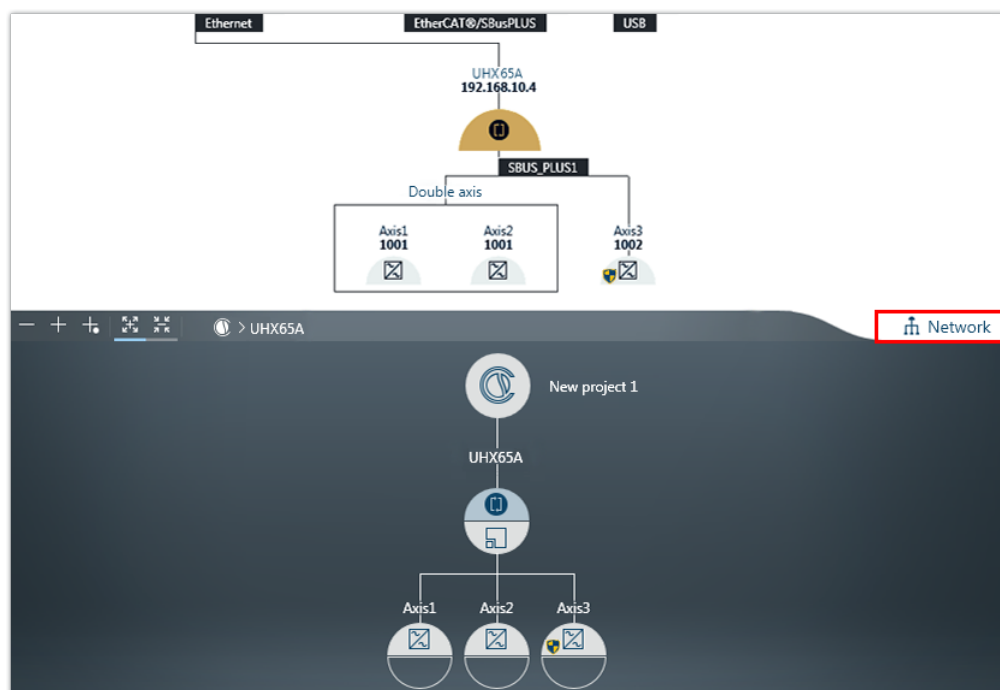 Ethernet EtherCAT®/SBusPLUS USB
UHX65A
192.168.10.4
SBUS_PLUS1
Double axis
Axis1 Axis2 Axis3
1001 1001 1002
> UHX65A
Network
New project 1
UHX65A
Axis1 Axis2 Axis3